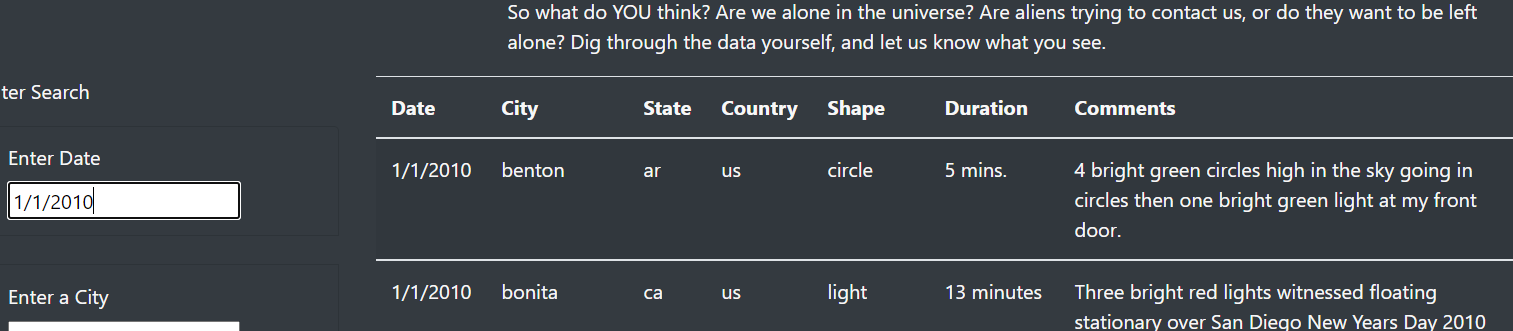 So what do YOU think? Are we alone in the universe? Are aliens trying to contact us, or do they want to be left
alone? Dig through the data yourself, and let us know what you see.
ter Search
Enter Date
1/1/2010
Enter a City
Date City State Country Shape Duration Comments
1/1/2010 benton ar us circle 5 mins. 4 bright green circles high in the sky going in
circles then one bright green light at my front
door.
1/1/2010 bonita ca us light 13 minutes Three bright red lights witnessed floating
stationary over San Diego New Years Day 2010